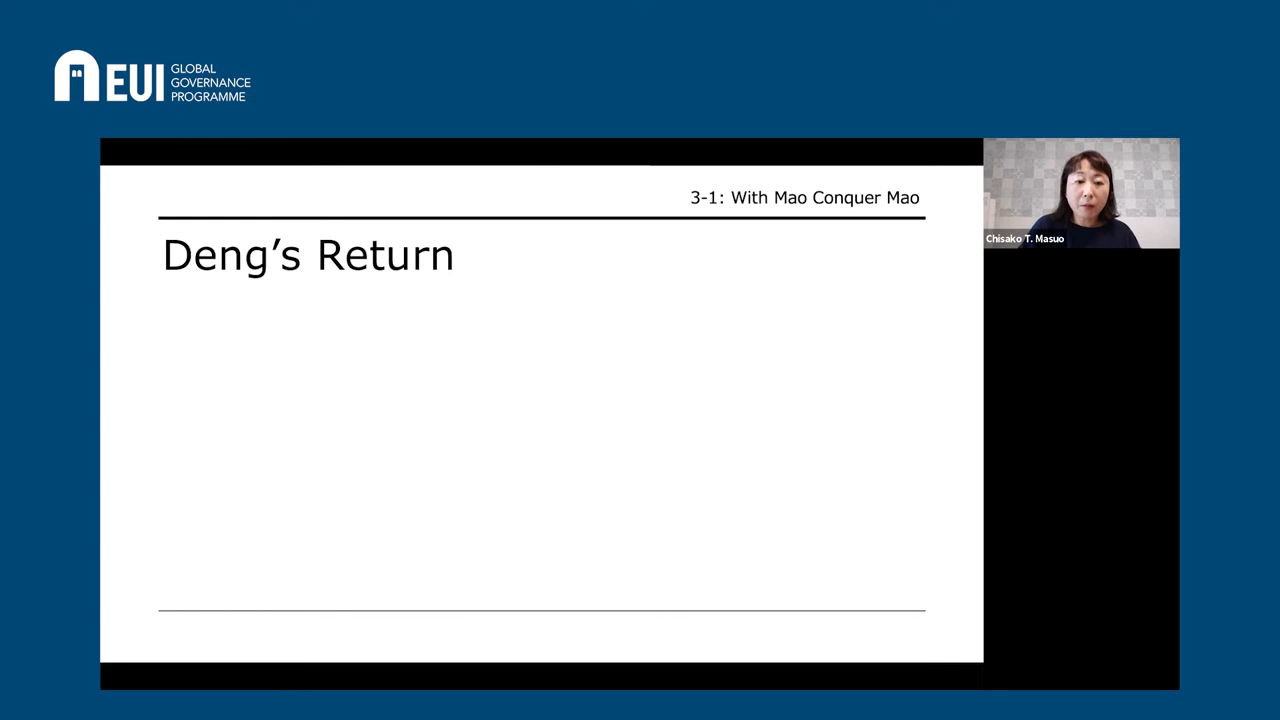 EUI
GLOBAL
GOVERNANCE
PROGRAMME
3-1: With Mao Conquer Mao
Deng’s Return
Chisako T. Masuo